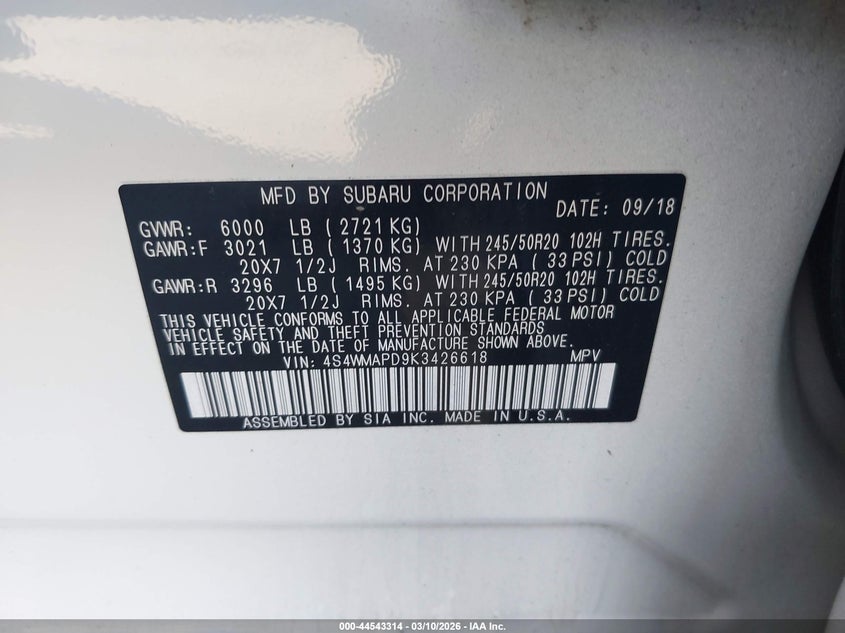 MFD BY SUBARU CORPORATION
DATE: 09/18
GVWR: 6000 LB ( 2721 KG)
GAWR:F 3021 LB ( 1370 KG) WITH 245/50R20 102H TIRES.
20X7 1/2J RIMS. AT 230 KPA ( 33 PSI) COLD
GAWR:R 3296 LB ( 1495 KG) WITH 245/50R20 102H TIRES.
20X7 1/2J RIMS. AT 230 KPA ( 33 PSI) COLD
THIS VEHICLE CONFORMS TO ALL APPLICABLE FEDERAL MOTOR
VEHICLE SAFETY AND THEFT PREVENTION STANDARDS
IN EFFECT ON THE DATE OF MANUFACTURE SHOWN ABOVE.
VIN: 4S4WMAPD9K3426618 MPV
ASSEMBLED BY SIA INC. MADE IN U.S.A.
000-44543314 - 03/10/2026 - IAA Inc.